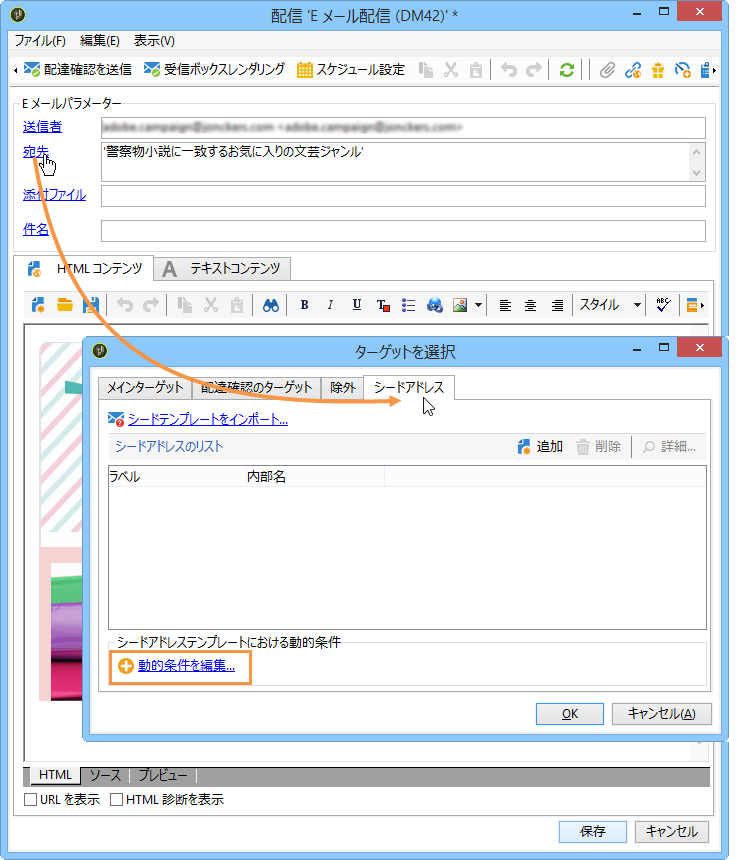 配信 'E メール配信 (DM42)' *
ファイル(F) 編集(E) 表示(V)
配達確認を送信 受信ボックスレンダリング スケジュール設定
E メールパラメーター
送信者
宛先 '警察物小説に一致するお気に入りの文芸ジャンル'
添付ファイル
件名
HTML コンテンツ A テキストコンテンツ
B I U T スタイル ABC
ターゲットを選択
メインターゲット 配達確認のターゲット 除外 シードアドレス
シードテンプレートをインポート...
シードアドレスのリスト 追加 削除 詳細...
ラベル 内部名
シードアドレステンプレートにおける動的条件
動的条件を編集...
OK キャンセル(A)
HTML ソース プレビュー
URL を表示 HTML 診断を表示
保存 キャンセル